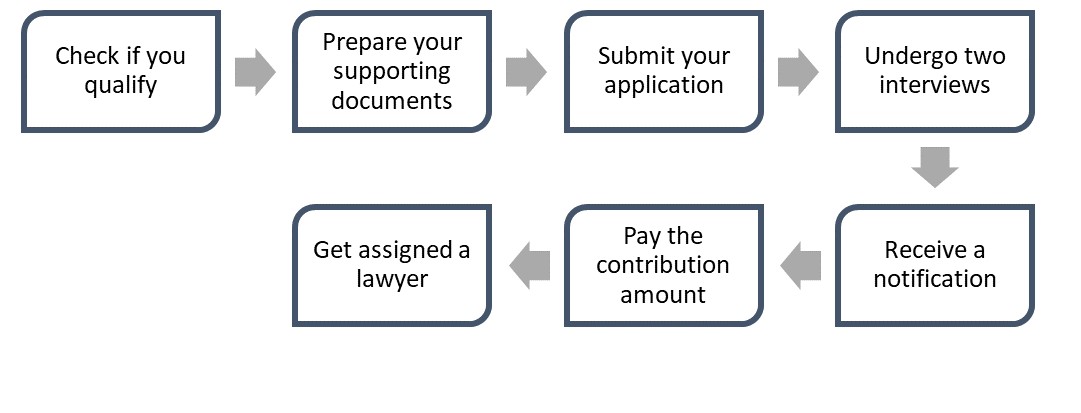 Check if you
qualify
Prepare your
supporting
documents
Submit your
application
Undergo two
interviews
Receive a
notification
Pay the
contribution
amount
Get assigned a
lawyer